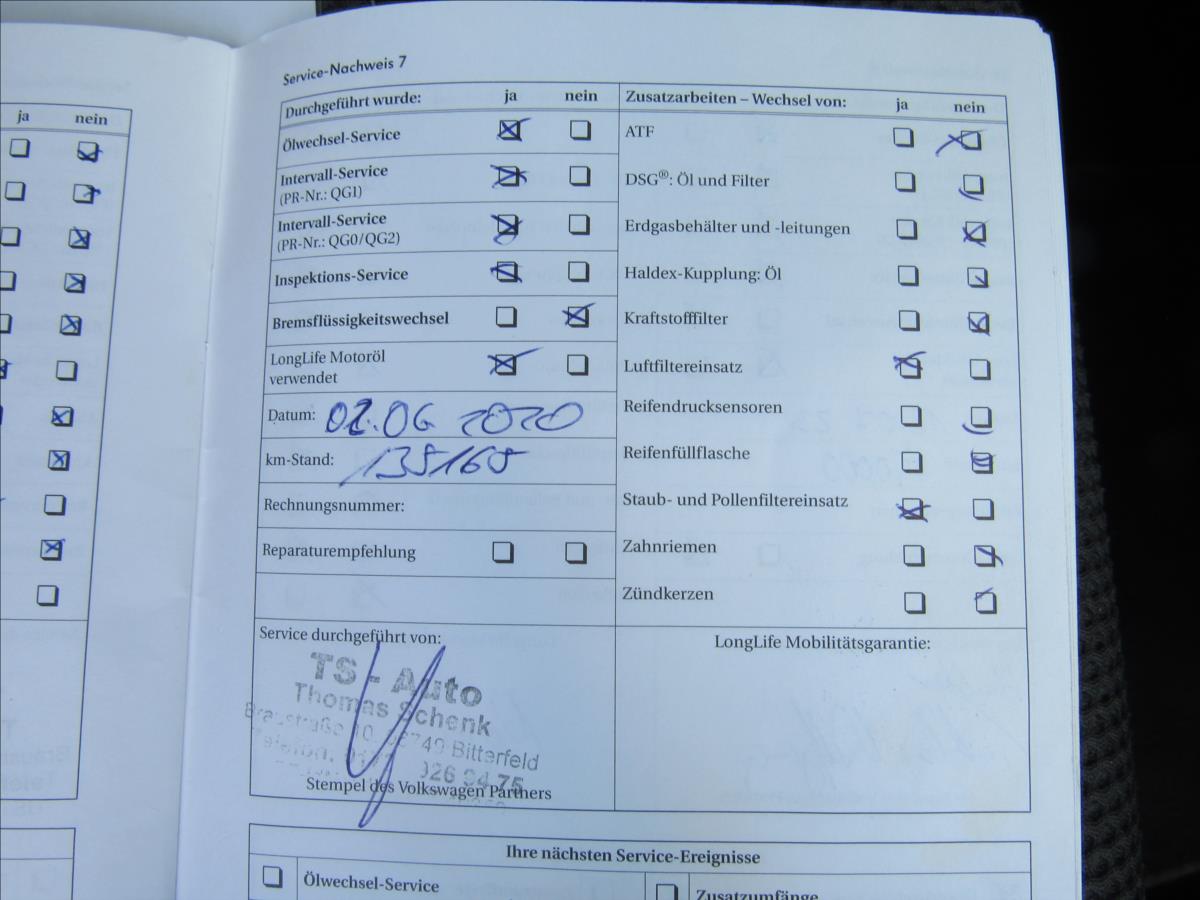 ja nein
Service-Nachweis 7
Durchgeführt wurde: ja nein
Ölwechsel-Service
Intervall-Service
(PR-Nr.: QG1)
Intervall-Service
(PR-Nr.: QG0/QG2)
Inspektions-Service
Bremsflüssigkeitswechsel
LongLife Motoröl
verwendet
Datum: 02.06 2020
km-Stand:
Rechnungsnummer:
Reparaturempfehlung
Service durchgeführt von:
TS - Auto
Thomas Schenk
10, Bitterfeld
Telefon.
Stempel des Volkswagen Partners
Zusatzarbeiten – Wechsel von: ja nein
ATF
DSG®: Öl und Filter
Erdgasbehälter und -leitungen
Haldex-Kupplung: Öl
Kraftstofffilter
Luftfiltereinsatz
Reifendrucksensoren
Reifenfüllflasche
Staub- und Pollenfiltereinsatz
Zahnriemen
Zündkerzen
LongLife Mobilitätsgarantie:
Ihre nächsten Service-Ereignisse
Ölwechsel-Service
Zusatzumfänge